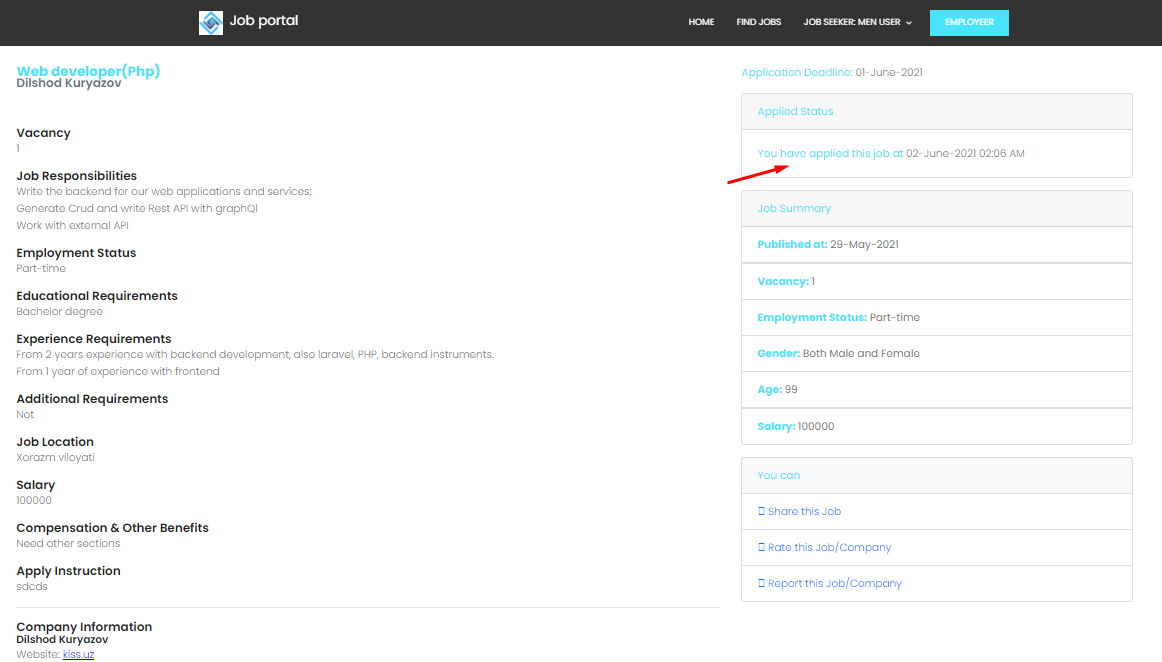 Job portal
HOME
FIND JOBS
JOB SEEKER: MEN USER
EMPLOYEER
Web developer(Php)
Dilshod Kuryazov
Vacancy
1
Job Responsibilities
Write the backend for our web applications and services;
Generate Crud and write Rest API with graphQl
Work with external API
Employment Status
Part-time
Educational Requirements
Bachelor degree
Experience Requirements
From 2 years experience with backend development, also laravel, PHP, backend instruments.
From 1 year of experience with frontend
Additional Requirements
Not
Job Location
Xorazm viloyati
Salary
100000
Compensation & Other Benefits
Need other sections
Apply Instruction
sdcds
Company Information
Dilshod Kuryazov
Website: kiss.uz
Application Deadline: 01-June-2021
Applied Status
You have applied this job at 02-June-2021 02:06 AM
Job Summary
Published at: 29-May-2021
Vacancy: 1
Employment Status: Part-time
Gender: Both Male and Female
Age: 99
Salary: 100000
You can
Share this Job
Rate this Job/Company
Report this Job/Company